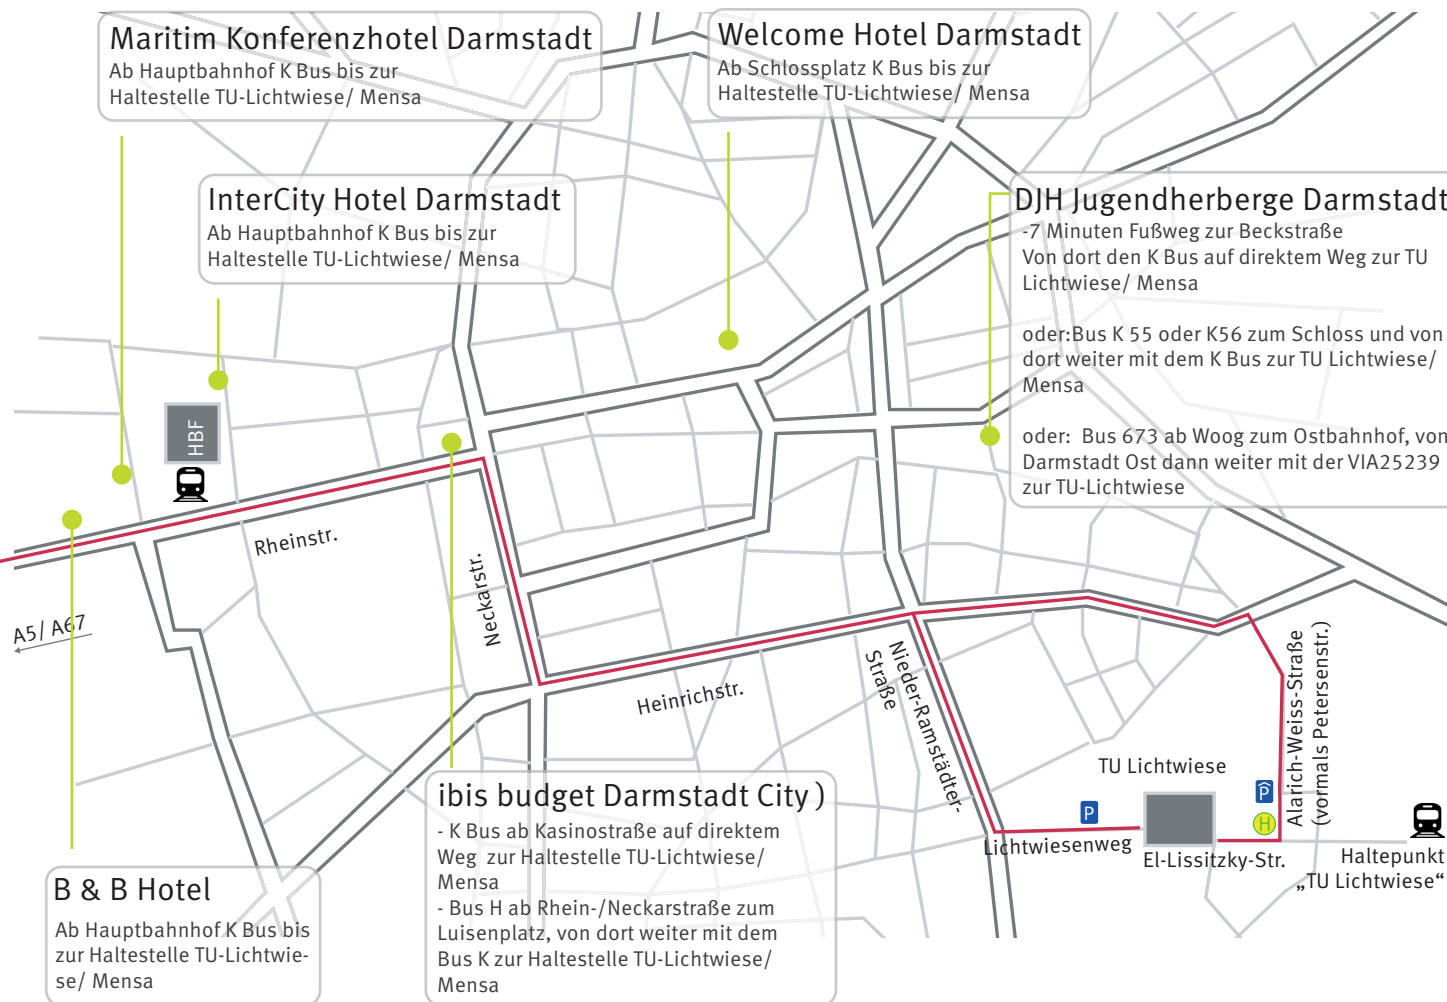 Maritim Konferenzhotel Darmstadt
Ab Hauptbahnhof K Bus bis zur
Haltestelle TU-Lichtwiese/ Mensa
Welcome Hotel Darmstadt
Ab Schlossplatz K Bus bis zur
Haltestelle TU-Lichtwiese/ Mensa
InterCity Hotel Darmstadt
Ab Hauptbahnhof K Bus bis zur
Haltestelle TU-Lichtwiese/ Mensa
DJH Jugendherberge Darmstadt
-7 Minuten Fußweg zur Beckstraße
Von dort den K Bus auf direktem Weg zur TU
Lichtwiese/ Mensa
oder:Bus K 55 oder K56 zum Schloss und von
dort weiter mit dem K Bus zur TU Lichtwiese/
Mensa
oder: Bus 673 ab Woog zum Ostbahnhof, von
Darmstadt Ost dann weiter mit der VIA25239
zur TU-Lichtwiese
HBF
Rheinstr.
Neckarstr.
A5/ A67
Heinrichstr.
Nieder-Ramstädter-
Straße
Alarich-Weiss-Straße
(vormals Petersenstr.)
TU Lichtwiese
P
P
H
Lichtwiesenweg
El-Lissitzky-Str.
Haltepunkt
„TU Lichtwiese“
ibis budget Darmstadt City )
- K Bus ab Kasinostraße auf direktem
Weg zur Haltestelle TU-Lichtwiese/
Mensa
- Bus H ab Rhein-/Neckarstraße zum
Luisenplatz, von dort weiter mit dem
Bus K zur Haltestelle TU-Lichtwiese/
Mensa
B & B Hotel
Ab Hauptbahnhof K Bus bis
zur Haltestelle TU-Lichtwie-
se/ Mensa